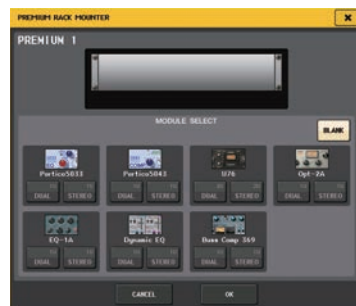 PREMIUM RACK MOUNTER
PREMIUM 1
MODULE SELECT
BLANK
Portico5033
Portico5043
U76
Opt-2A
DUAL STEREO DUAL STEREO DUAL STEREO DUAL STEREO
EQ-1A
Dynamic EQ
Buss Comp 369
DUAL STEREO DUAL STEREO DUAL STEREO
CANCEL
OK